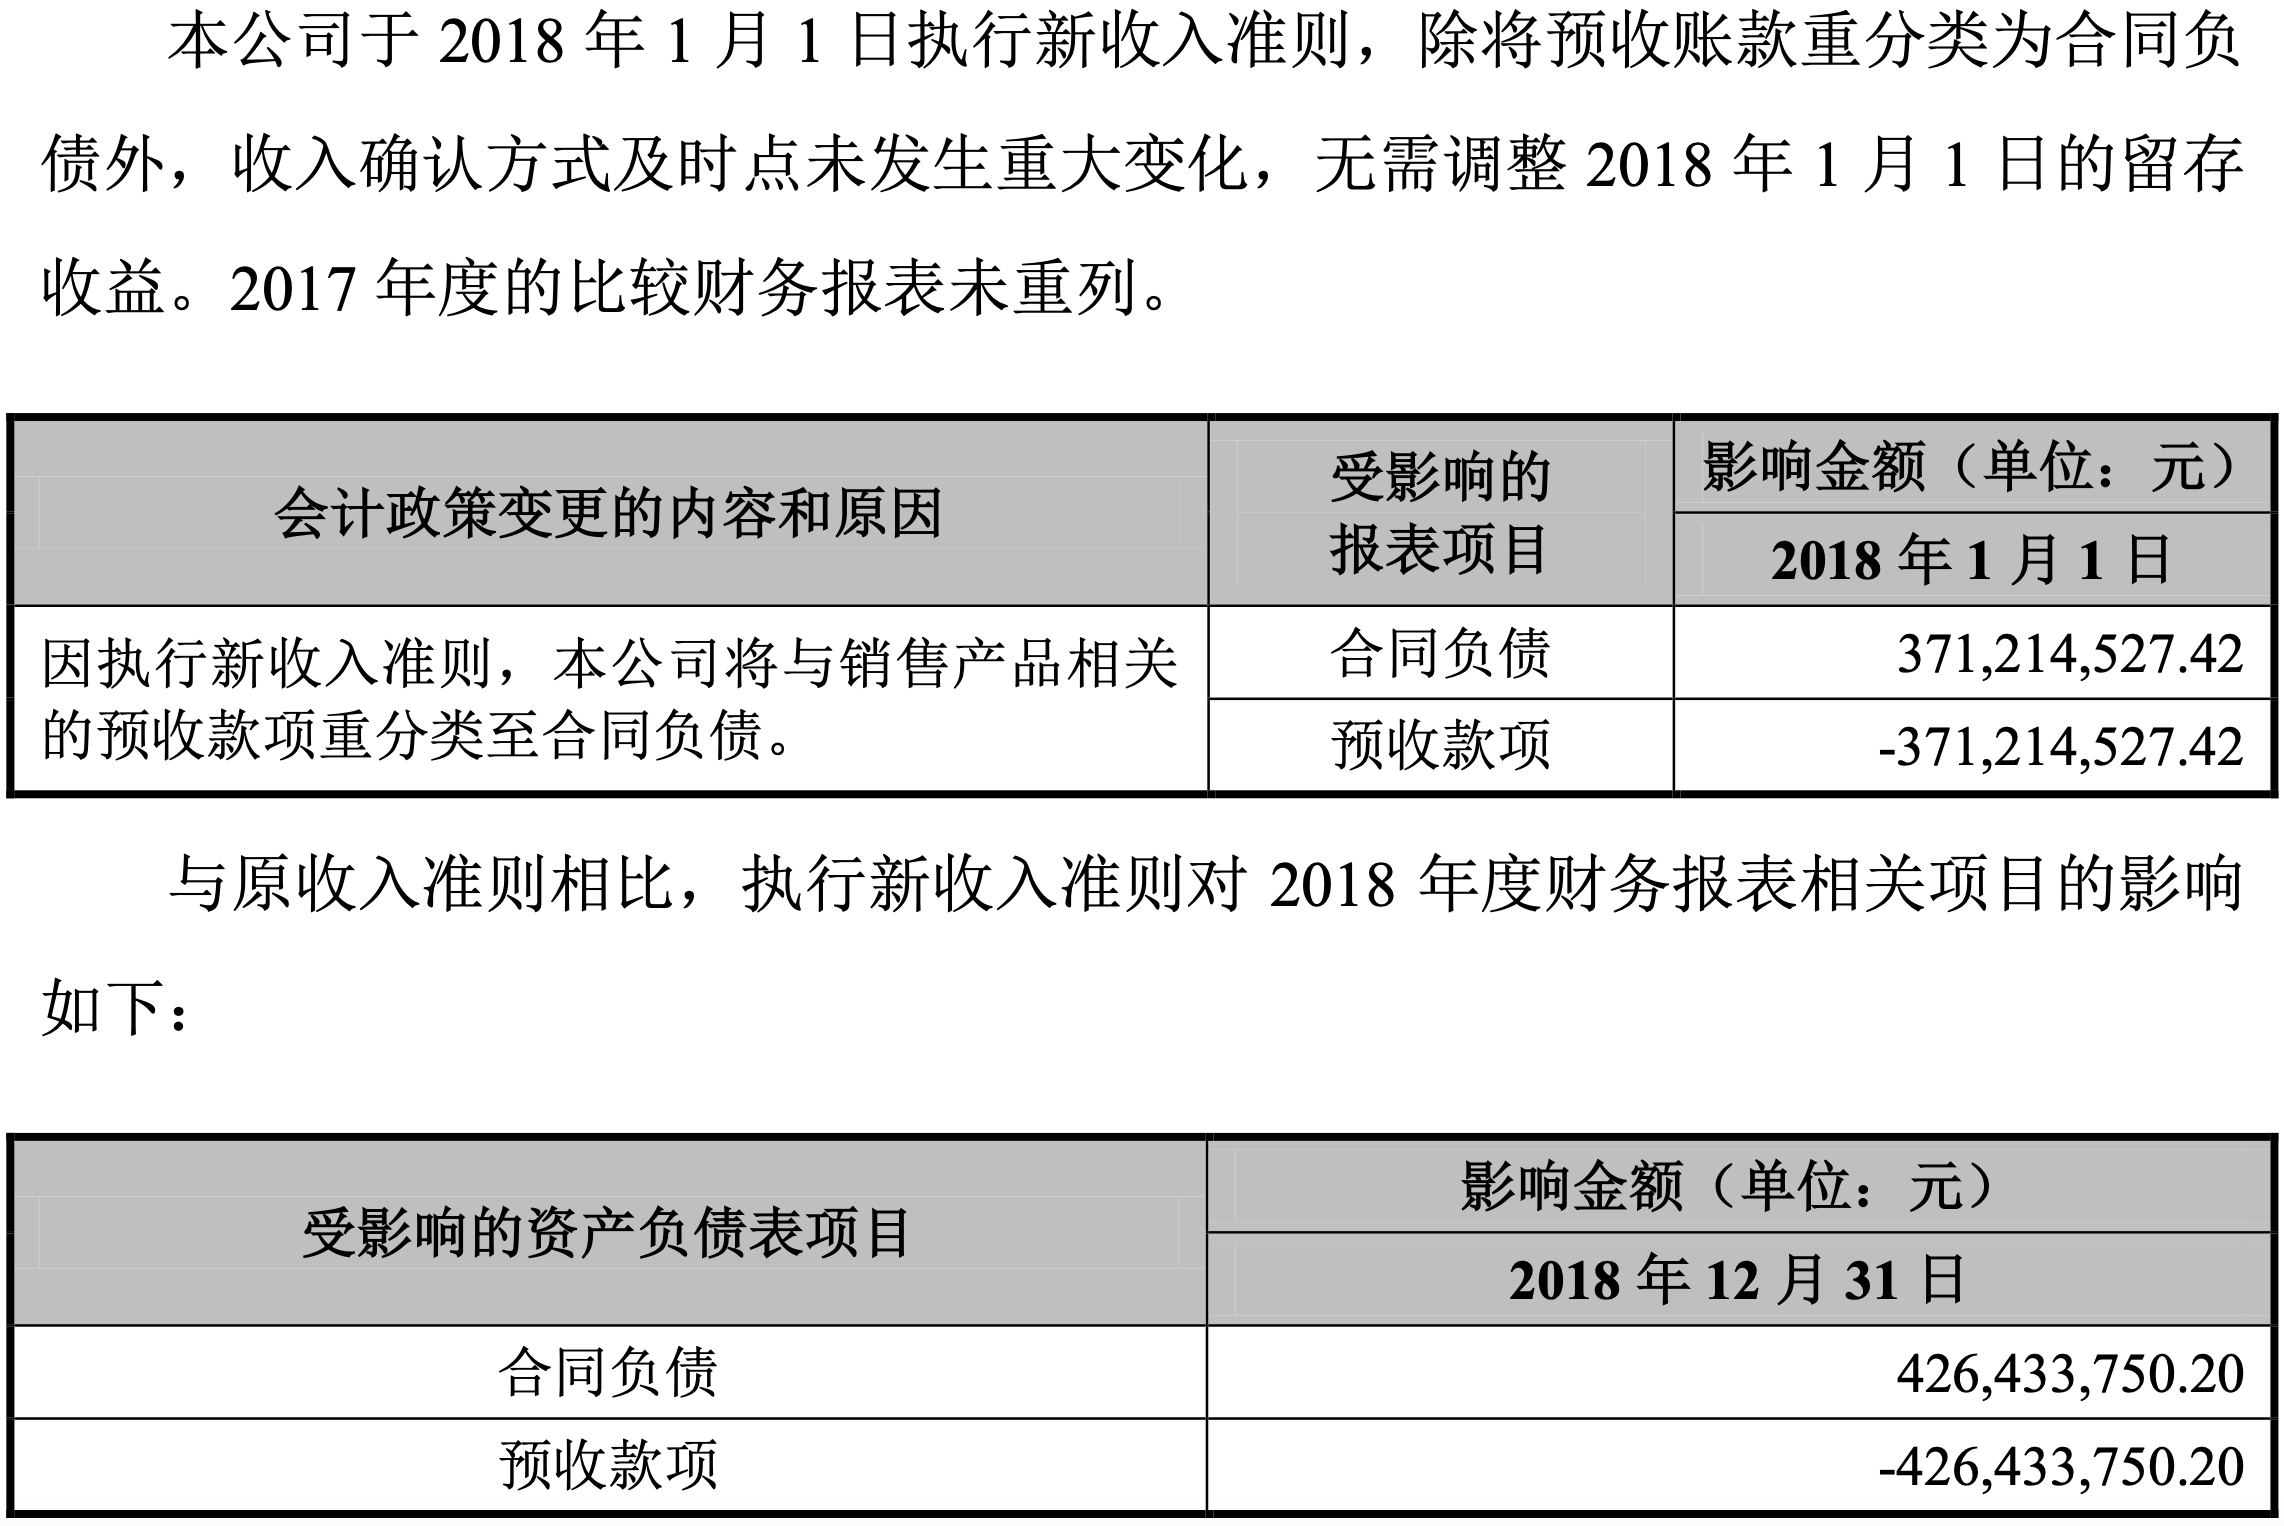 本公司于 2018 年 1 月 1 日执行新收入准则，除将预收账款重分类为合同负
债外，收入确认方式及时点未发生重大变化，无需调整 2018 年 1 月 1 日的留存
收益。2017 年度的比较财务报表未重列。
会计政策变更的内容和原因
受影响的
报表项目
影响金额（单位：元）
2018 年 1 月 1 日
因执行新收入准则，本公司将与销售产品相关
的预收款项重分类至合同负债。
合同负债
371,214,527.42
预收款项
-371,214,527.42
与原收入准则相比，执行新收入准则对 2018 年度财务报表相关项目的影响
如下：
受影响的资产负债表项目
影响金额（单位：元）
2018 年 12 月 31 日
合同负债
426,433,750.20
预收款项
-426,433,750.20